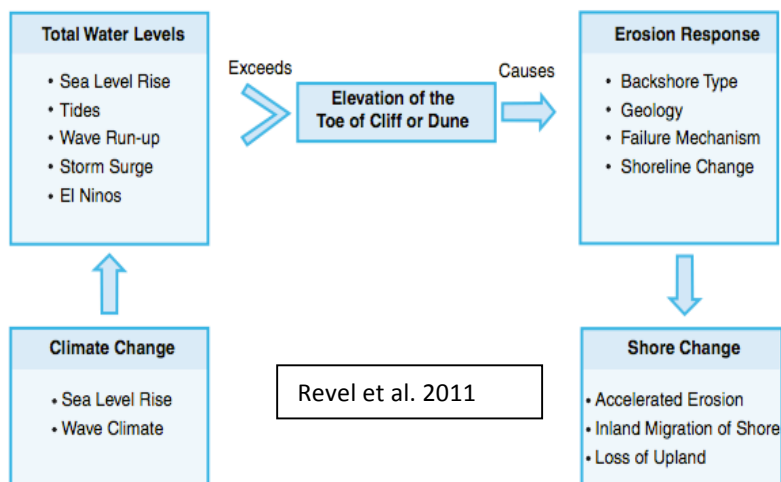 Total Water Levels
• Sea Level Rise
• Tides
• Wave Run-up
• Storm Surge
• El Ninos
Exceeds
Elevation of the
Toe of Cliff or Dune
Causes
Erosion Response
• Backshore Type
• Geology
• Failure Mechanism
• Shoreline Change
Climate Change
• Sea Level Rise
• Wave Climate
Revel et al. 2011
Shore Change
• Accelerated Erosion
• Inland Migration of Shore
• Loss of Upland